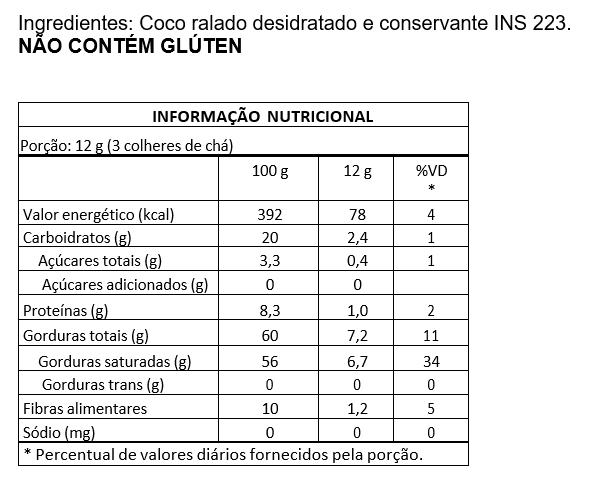 Ingredientes: Coco ralado desidratado e conservante INS 223.
NÃO CONTÉM GLÚTEN
INFORMAÇÃO NUTRICIONAL
Porção: 12 g (3 colheres de chá)
100 g 12 g %VD
*
Valor energético (kcal) 392 78 4
Carboidratos (g) 20 2,4 1
Açúcares totais (g) 3,3 0,4 1
Açúcares adicionados (g) 0 0
Proteínas (g) 8,3 1,0 2
Gorduras totais (g) 60 7,2 11
Gorduras saturadas (g) 56 6,7 34
Gorduras trans (g) 0 0 0
Fibras alimentares 10 1,2 5
Sódio (mg) 0 0 0
* Percentual de valores diários fornecidos pela porção.